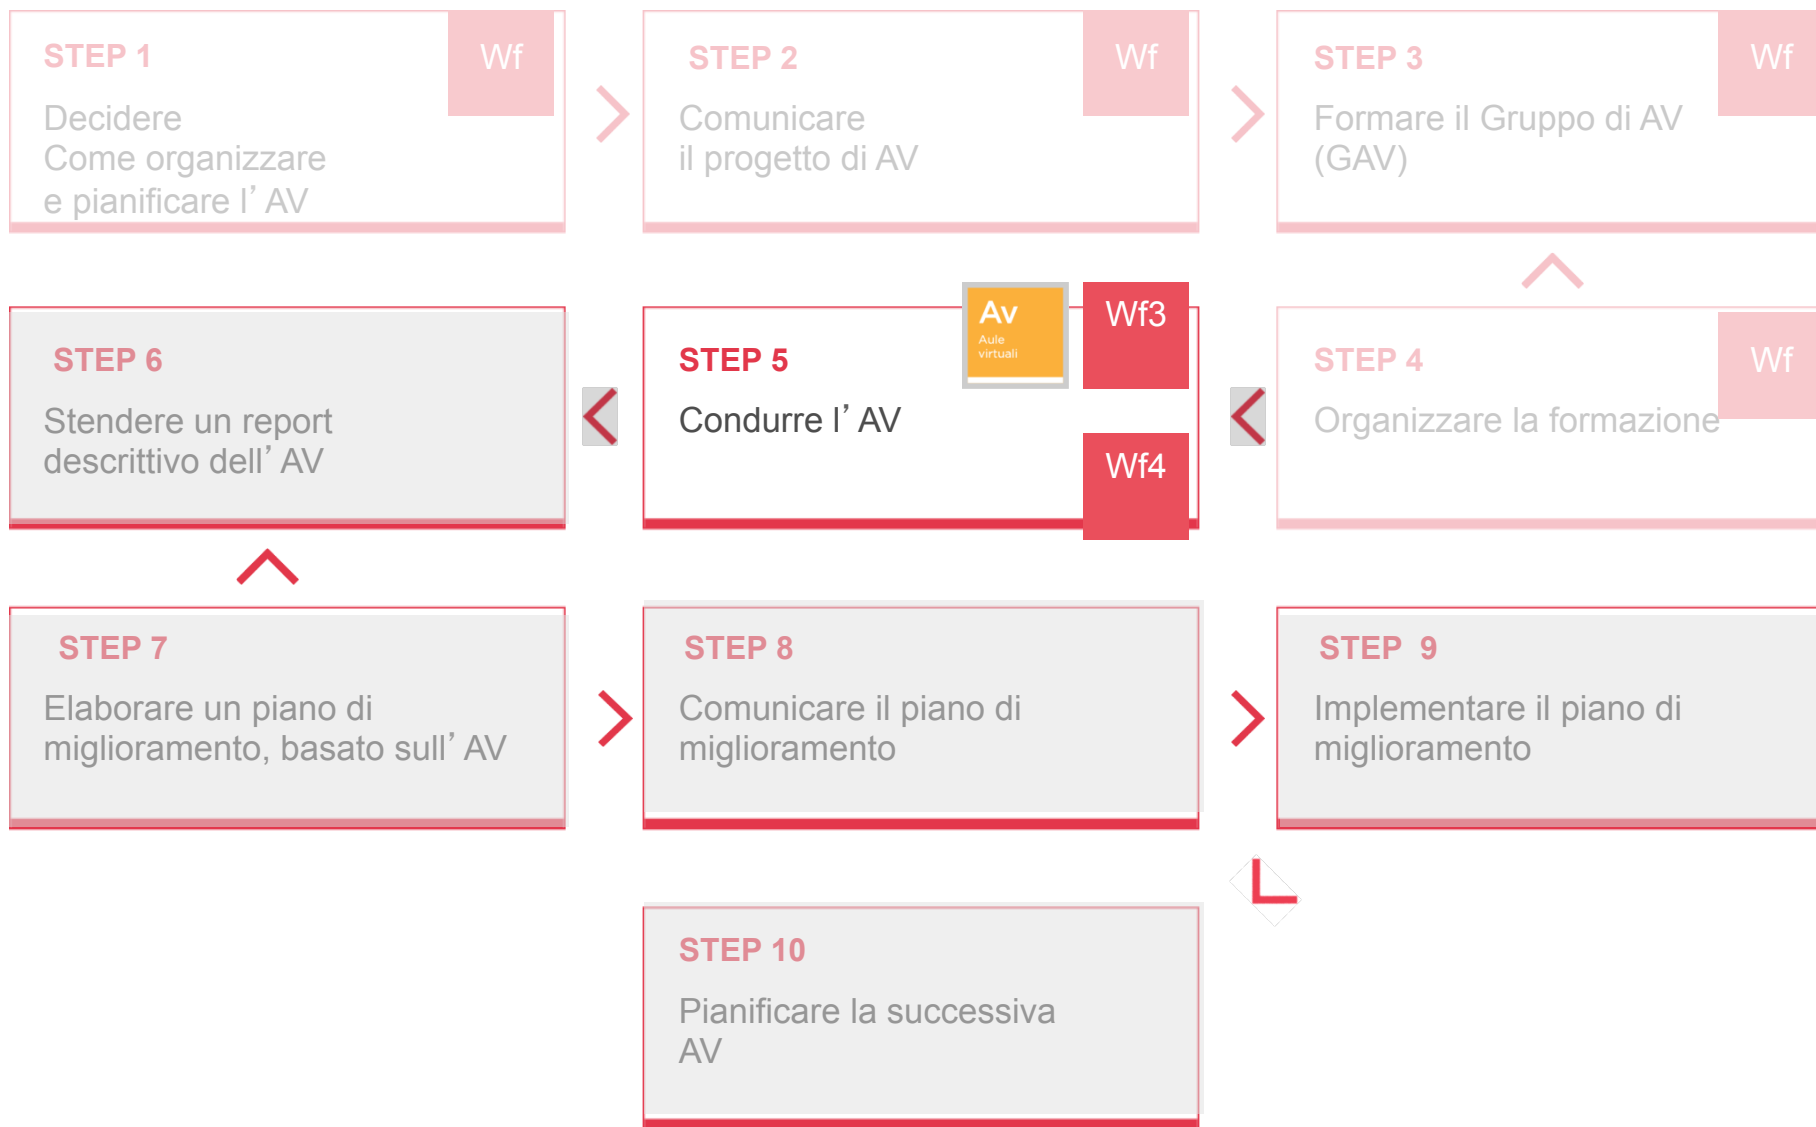 STEP 1
Wf
Decidere
Come organizzare
e pianificare l’ AV
STEP 2
Wf
Comunicare
il progetto di AV
STEP 3
Wf
Formare il Gruppo di AV
(GAV)
STEP 6
Stendere un report
descrittivo dell’ AV
Av
Aule
virtuali
Wf3
STEP 5
Condurre l’ AV
Wf4
STEP 4
Wf
Organizzare la formazione
STEP 7
Elaborare un piano di
miglioramento, basato sull’ AV
STEP 8
Comunicare il piano di
miglioramento
STEP 9
Implementare il piano di
miglioramento
STEP 10
Pianificare la successiva
AV